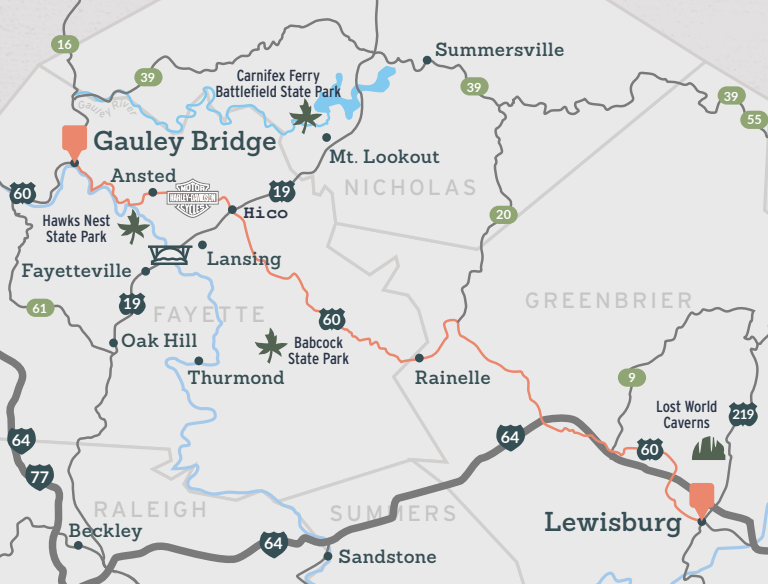 16
39
Carnifex Ferry
Battlefield State Park
Summersville
39
39
55
Gauley River
Gauley Bridge
Mt. Lookout
60
Ansted
MOTOR
HARLEY-DAVIDSON
CYCLES
19
NICHOLAS
Hico
20
Hawks Nest
State Park
Lansing
Fayetteville
19
61
FAYETTE
60
GREENBRIER
Oak Hill
Babcock
State Park
Thurmond
Rainelle
9
Lost World
Caverns
219
64
64
60
77
RALEIGH
SUMMERS
Lewisburg
Beckley
64
Sandstone